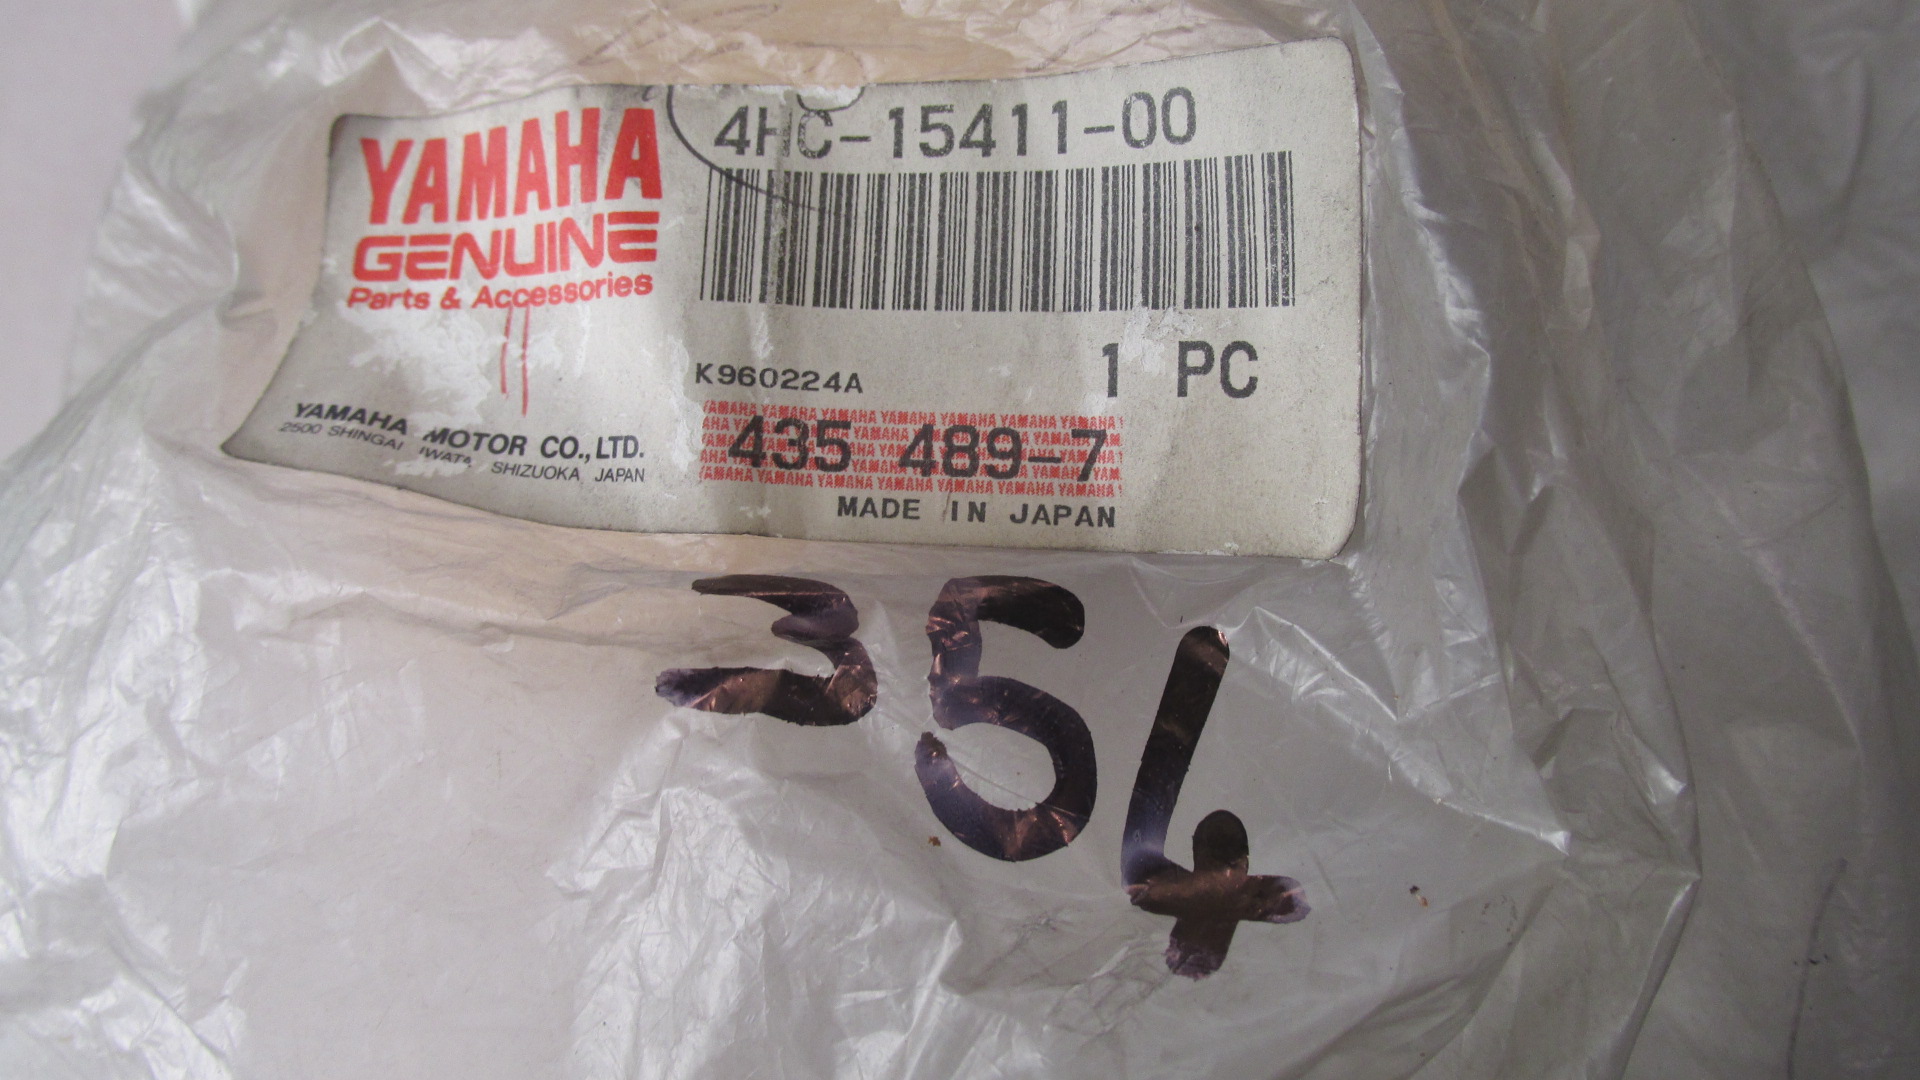 YAMAHA
GENUINE
Parts & Accessories
4HC-15411-00
K960224A
1 PC
435 489-7
YAMAHA MOTOR CO., LTD.
2500 SHINGAI IWATA SHIZUOKA JAPAN
MADE IN JAPAN
354